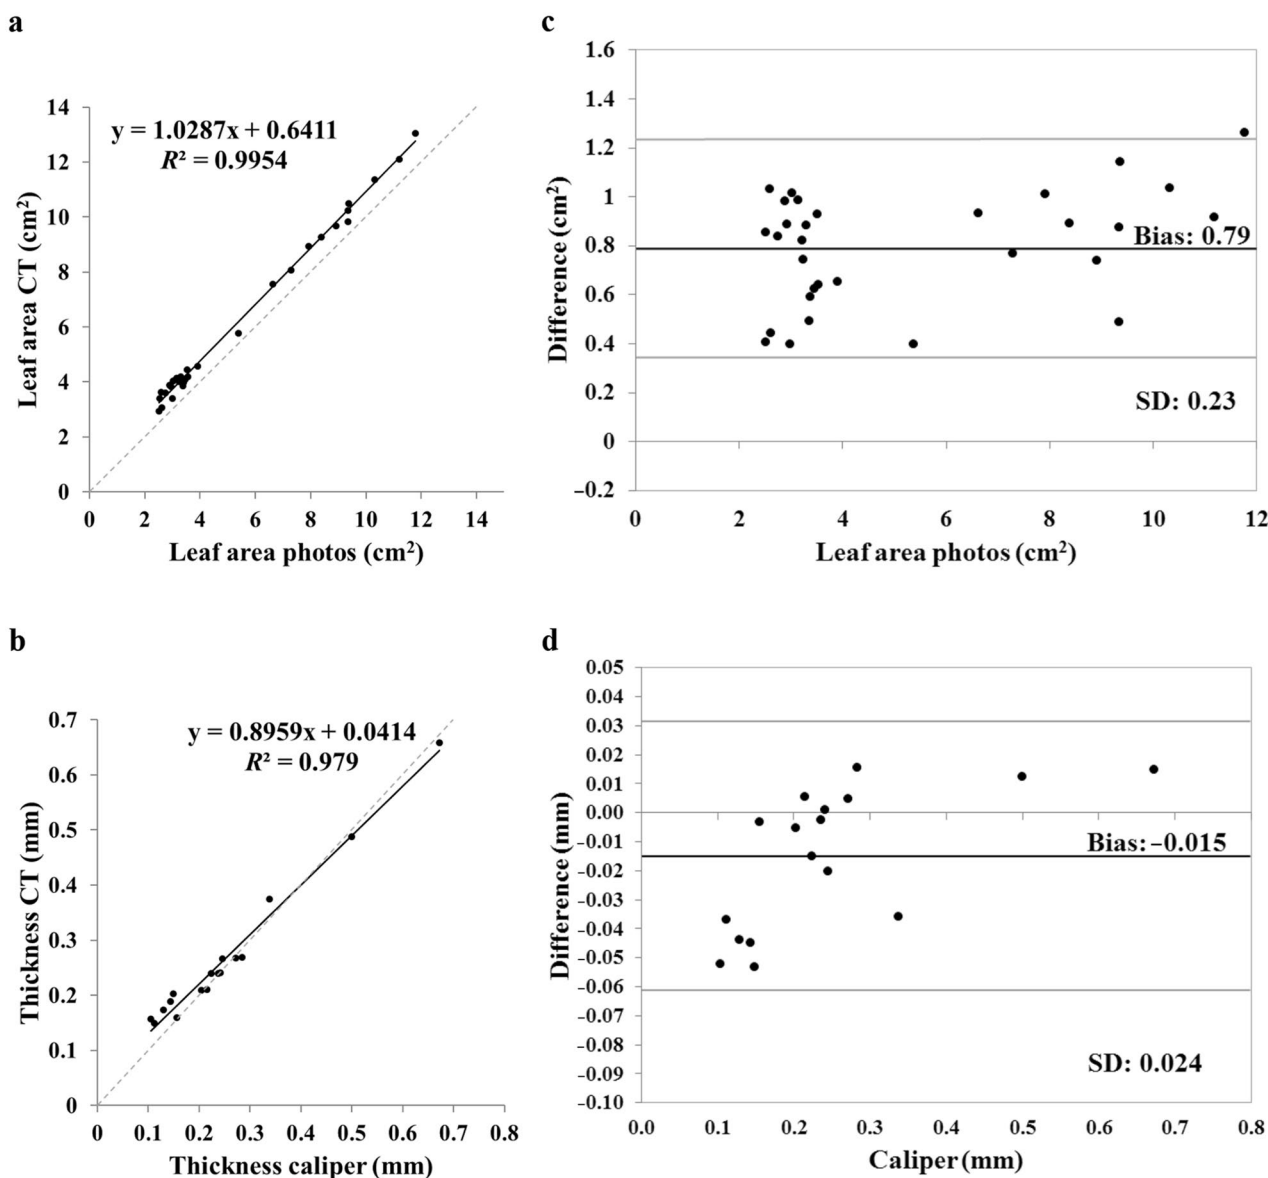 a
y = 1.0287x + 0.6411
R² = 0.9954
Leaf area CT (cm²)
14
12
10
8
6
4
2
0
0 2 4 6 8 10 12 14
Leaf area photos (cm²)
c
Difference (cm²)
1.6
1.4
1.2
1
0.8
0.6
0.4
0.2
0
−0.2
Bias: 0.79
SD: 0.23
0 2 4 6 8 10 12
Leaf area photos (cm²)
b
y = 0.8959x + 0.0414
R² = 0.979
Thickness CT (mm)
0.7
0.6
0.5
0.4
0.3
0.2
0.1
0
0 0.1 0.2 0.3 0.4 0.5 0.6 0.7 0.8
Thickness caliper (mm)
d
Difference (mm)
0.05
0.04
0.03
0.02
0.01
0.00
−0.01
−0.02
−0.03
−0.04
−0.05
−0.06
−0.07
−0.08
−0.09
−0.10
Bias: −0.015
SD: 0.024
0.0 0.1 0.2 0.3 0.4 0.5 0.6 0.7 0.8
Caliper (mm)